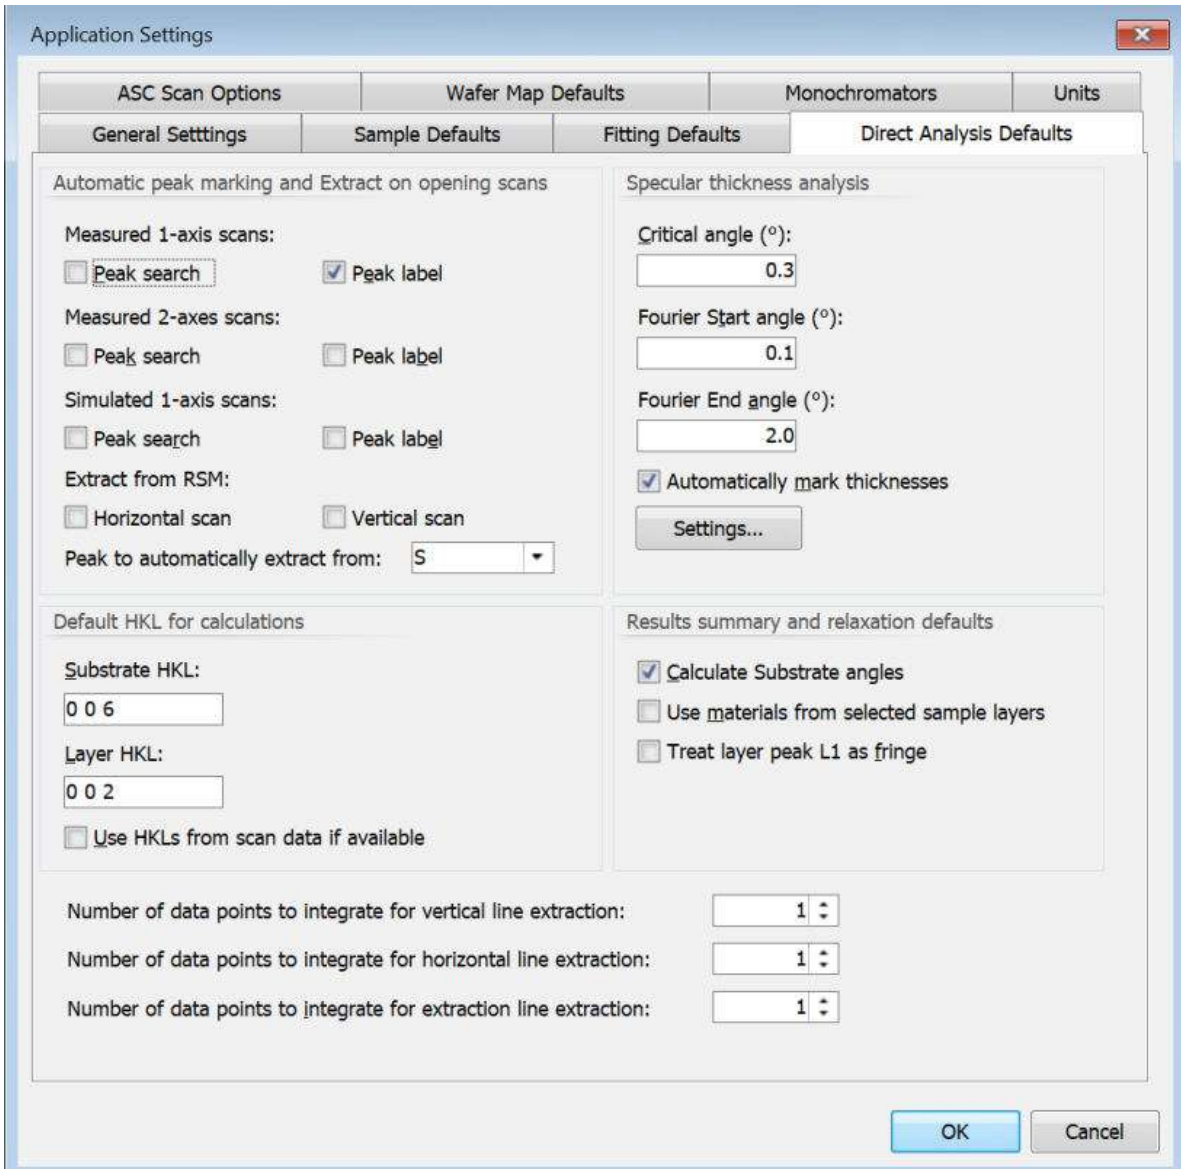 Application Settings
ASC Scan Options Wafer Map Defaults Monochromators Units
General Setttings Sample Defaults Fitting Defaults Direct Analysis Defaults
Automatic peak marking and Extract on opening scans
Measured 1-axis scans:
Peak search Peak label
Measured 2-axes scans:
Peak search Peak label
Simulated 1-axis scans:
Peak search Peak label
Extract from RSM:
Horizontal scan Vertical scan
Peak to automatically extract from: S
Specular thickness analysis
Critical angle (°):
0.3
Fourier Start angle (°):
0.1
Fourier End angle (°):
2.0
Automatically mark thicknesses
Settings...
Default HKL for calculations
Substrate HKL:
0 0 6
Layer HKL:
0 0 2
Use HKLs from scan data if available
Results summary and relaxation defaults
Calculate Substrate angles
Use materials from selected sample layers
Treat layer peak L1 as fringe
Number of data points to integrate for vertical line extraction: 1
Number of data points to integrate for horizontal line extraction: 1
Number of data points to integrate for extraction line extraction: 1
OK Cancel